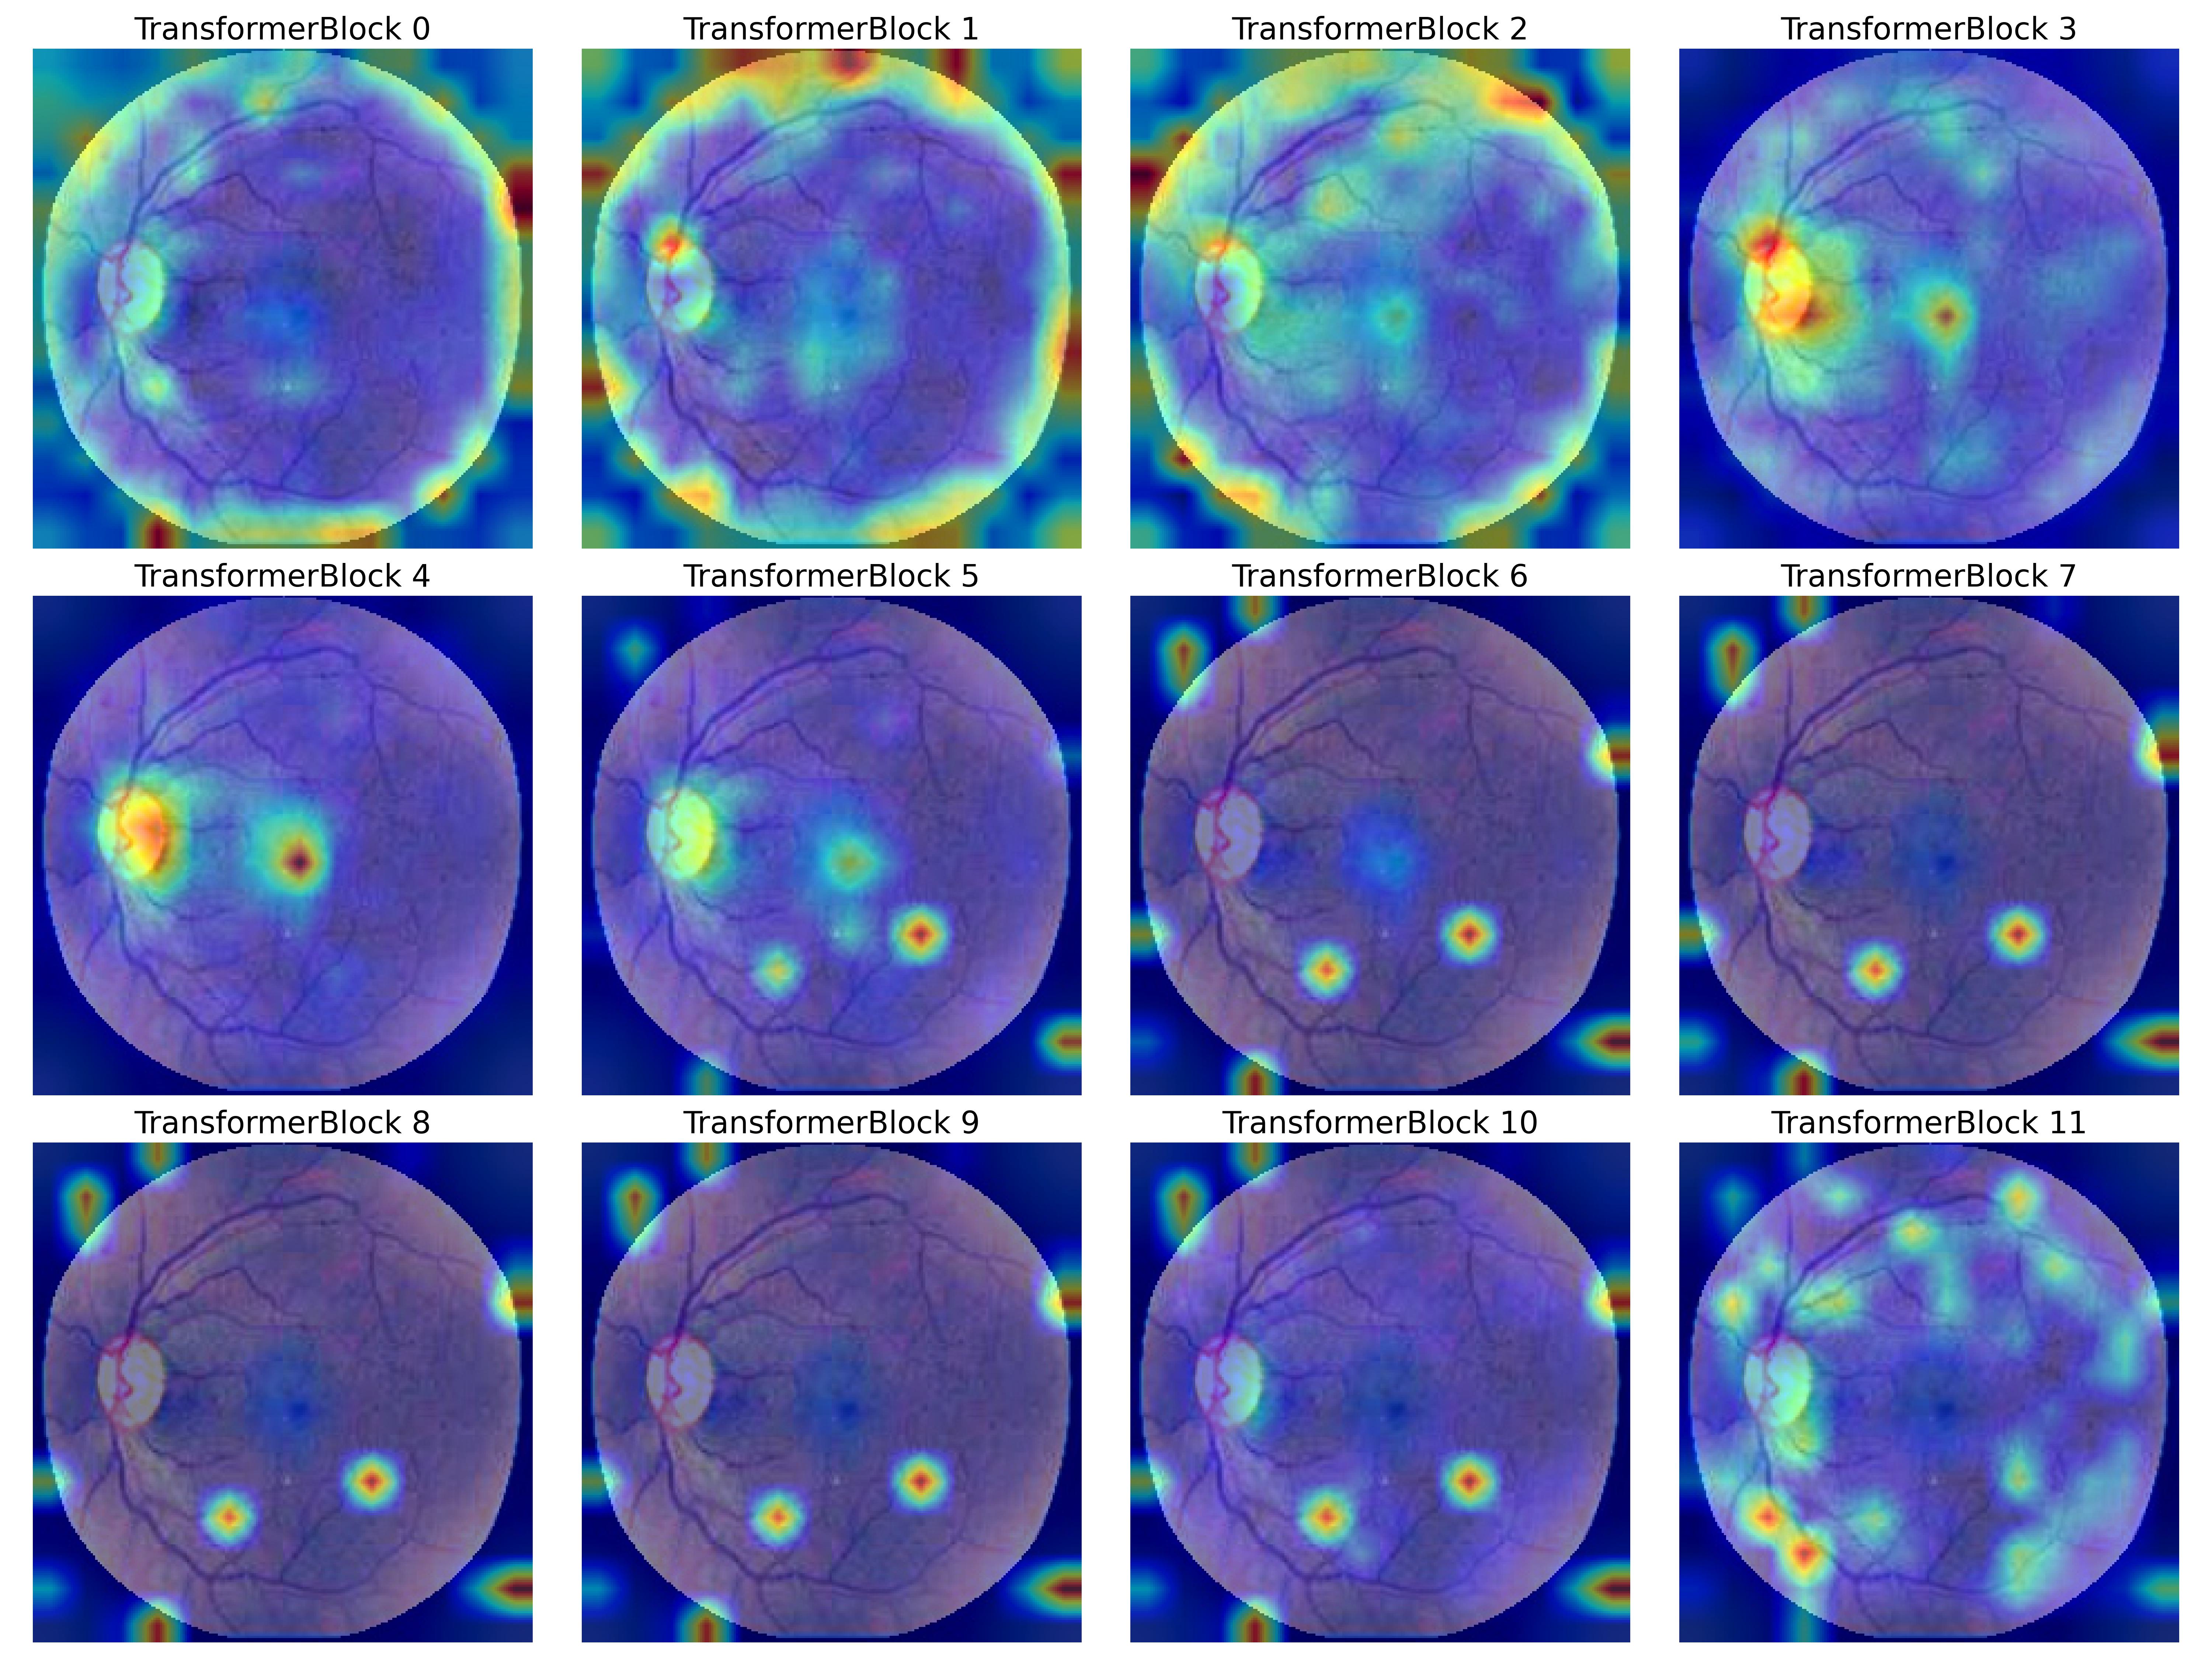 TransformerBlock 0
TransformerBlock 1
TransformerBlock 2
TransformerBlock 3
TransformerBlock 4
TransformerBlock 5
TransformerBlock 6
TransformerBlock 7
TransformerBlock 8
TransformerBlock 9
TransformerBlock 10
TransformerBlock 11